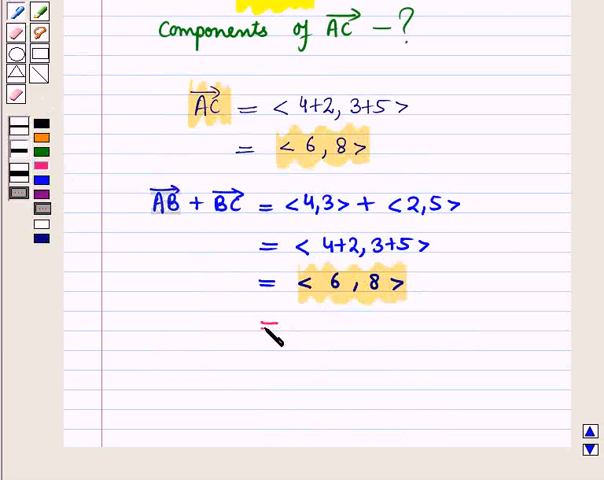 components of AC⃗ – ?
AC⃗ = < 4+2, 3+5 >
= < 6, 8 >
AB⃗ + BC⃗ = <4,3> + <2,5>
= < 4+2, 3+5 >
= < 6, 8 >
=